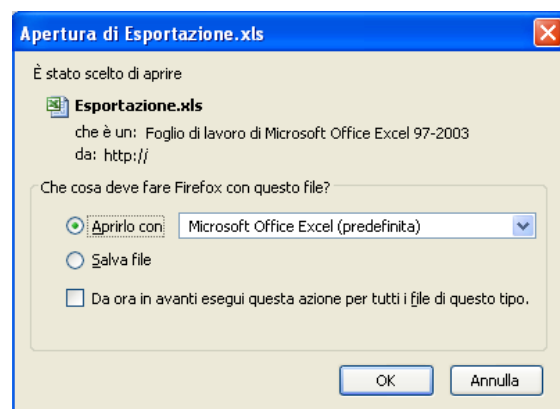 Apertura di Esportazione.xls
È stato scelto di aprire
Esportazione.xls
che è un: Foglio di lavoro di Microsoft Office Excel 97-2003
da: http://
Che cosa deve fare Firefox con questo file?
Aprirlo con Microsoft Office Excel (predefinita)
Salva file
Da ora in avanti esegui questa azione per tutti i file di questo tipo.
OK Annulla